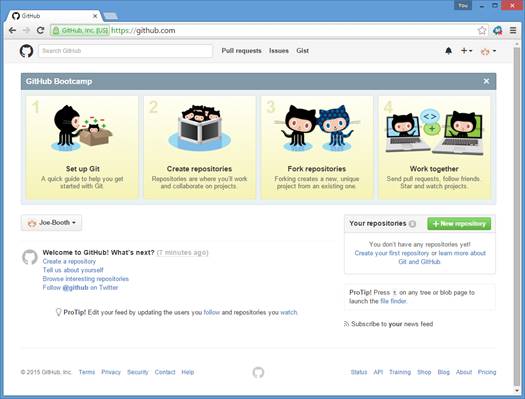 You
GitHub
GitHub, Inc. [US] https://github.com
Search GitHub
Pull requests Issues Gist
GitHub Bootcamp
1
Set up Git
A quick guide to help you get
started with Git.
2
Create repositories
Repositories are where you'll work
and collaborate on projects.
3
Fork repositories
Forking creates a new, unique
project from an existing one.
4
Work together
Send pull requests, follow friends.
Star and watch projects.
Joe-Booth
Welcome to GitHub! What's next? (7 minutes ago)
Create a repository
Tell us about yourself
Browse interesting repositories
Follow @github on Twitter
ProTip! Edit your feed by updating the users you follow and repositories you watch.
Your repositories 0
+ New repository
You don't have any repositories yet!
Create your first repository or learn more about
Git and GitHub.
ProTip! Press t on any tree or blob page to
launch the file finder.
Subscribe to your news feed
© 2015 GitHub, Inc. Terms Privacy Security Contact Help
Status API Training Shop Blog About Pricing